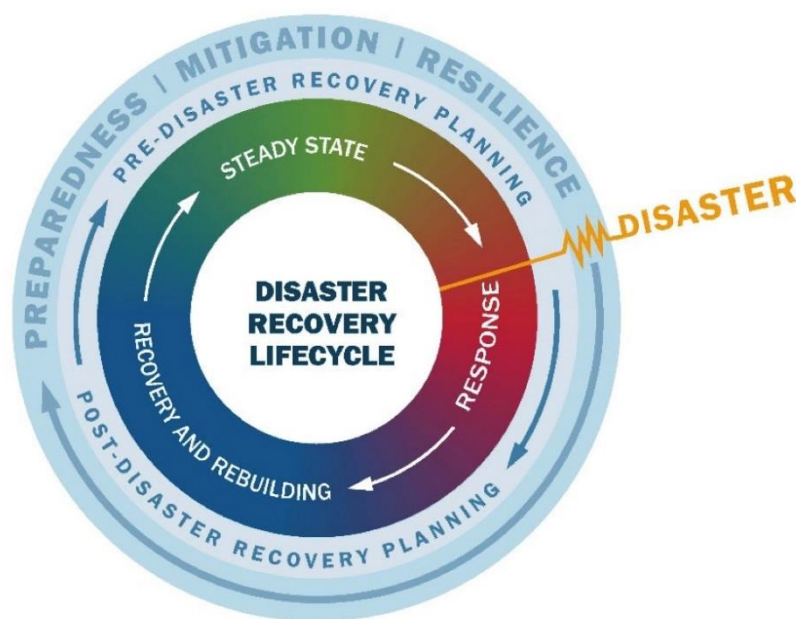 PREPAREDNESS | MITIGATION | RESILIENCE
PRE-DISASTER RECOVERY PLANNING
STEADY STATE
DISASTER
DISASTER
RECOVERY
LIFECYCLE
RESPONSE
RECOVERY AND REBUILDING
POST-DISASTER RECOVERY PLANNING